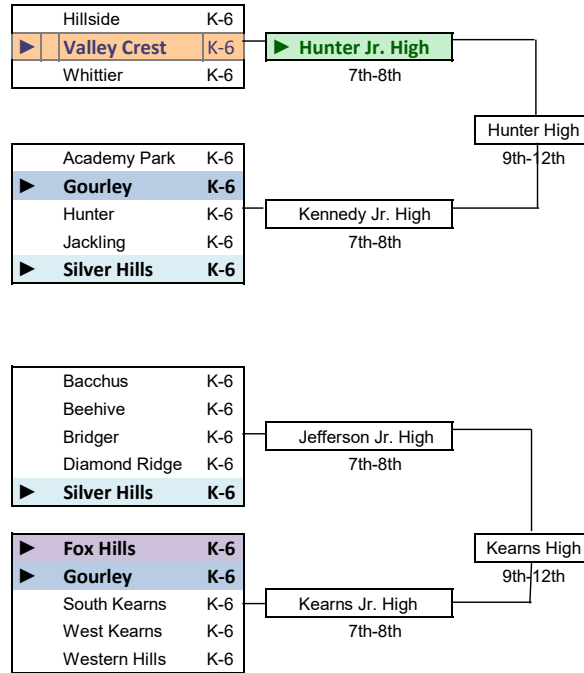 Hillside K-6
► Valley Crest K-6 ► Hunter Jr. High
Whittier K-6 7th-8th
Hunter High
9th-12th
Academy Park K-6
► Gourley K-6
Hunter K-6 Kennedy Jr. High
Jackling K-6 7th-8th
► Silver Hills K-6
Bacchus K-6
Beehive K-6
Bridger K-6 Jefferson Jr. High
Diamond Ridge K-6 7th-8th
► Silver Hills K-6
► Fox Hills K-6 Kearns High
► Gourley K-6 9th-12th
South Kearns K-6 Kearns Jr. High
West Kearns K-6 7th-8th
Western Hills K-6